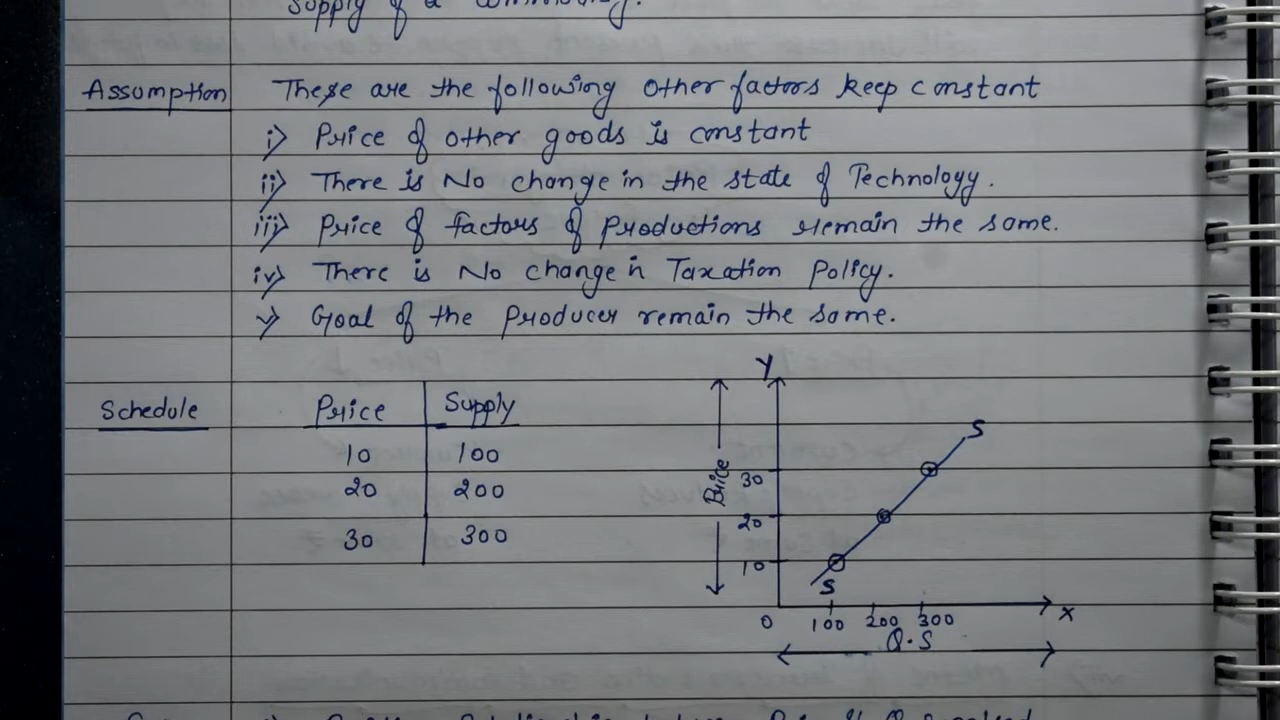 Supply of a commodity.
Assumption These are the following other factors keep constant
i) Price of other goods is constant
ii) There is No change in the state of Technology.
iii) Price of factors of Productions remain the same.
iv) There is No change in Taxation Policy.
v) Goal of the Producer remain the same.
Schedule
Price Supply
10 100
20 200
30 300
Y
Price
S
30
20
10
S
0 100 200 300 X
Q.S